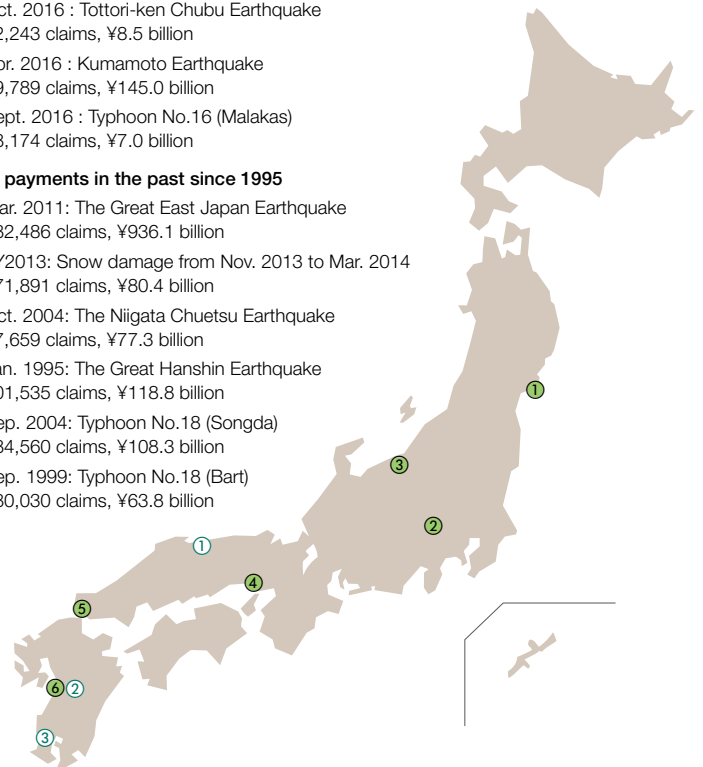 ct. 2016 : Tottori-ken Chubu Earthquake
2,243 claims, ¥8.5 billion
pr. 2016 : Kumamoto Earthquake
9,789 claims, ¥145.0 billion
ept. 2016 : Typhoon No.16 (Malakas)
3,174 claims, ¥7.0 billion
payments in the past since 1995
ar. 2011: The Great East Japan Earthquake
32,486 claims, ¥936.1 billion
Y2013: Snow damage from Nov. 2013 to Mar. 2014
71,891 claims, ¥80.4 billion
ct. 2004: The Niigata Chuetsu Earthquake
7,659 claims, ¥77.3 billion
an. 1995: The Great Hanshin Earthquake
01,535 claims, ¥118.8 billion
ep. 2004: Typhoon No.18 (Songda)
34,560 claims, ¥108.3 billion
ep. 1999: Typhoon No.18 (Bart)
30,030 claims, ¥63.8 billion
1
3
2
1
4
5
6 2
3